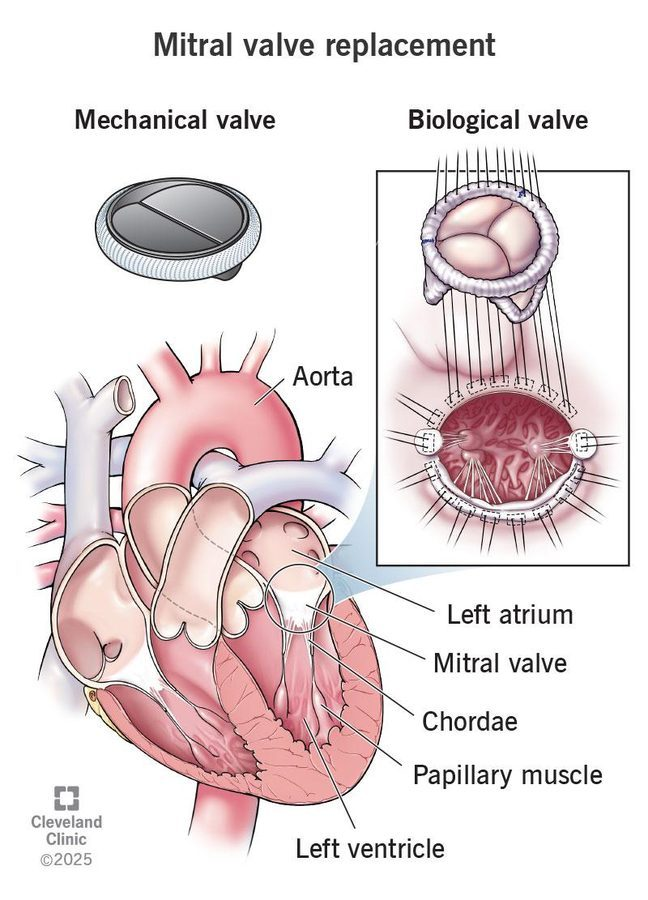 Mitral valve replacement
Mechanical valve
Biological valve
Aorta
Left atrium
Mitral valve
Chordae
Papillary muscle
Left ventricle
Cleveland
Clinic
©2025